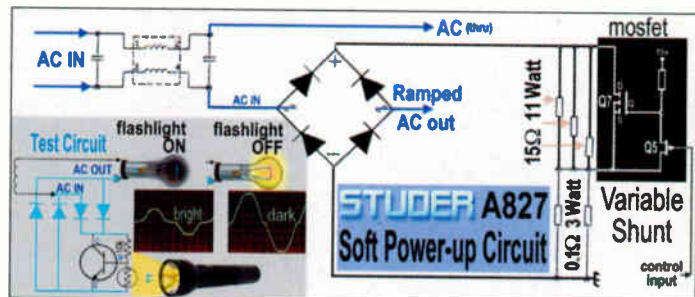 AC IN
AC (thru)
AC IN
Ramped
AC out
mosfet
Q7
Q5
15Ω 11 Watt
0.1Ω 3 Watt
Variable
Shunt
control
input
Test Circuit
flashlight
ON
flashlight
OFF
AC OUT
AC IN
bright
dark
STUDER A827
Soft Power-up Circuit